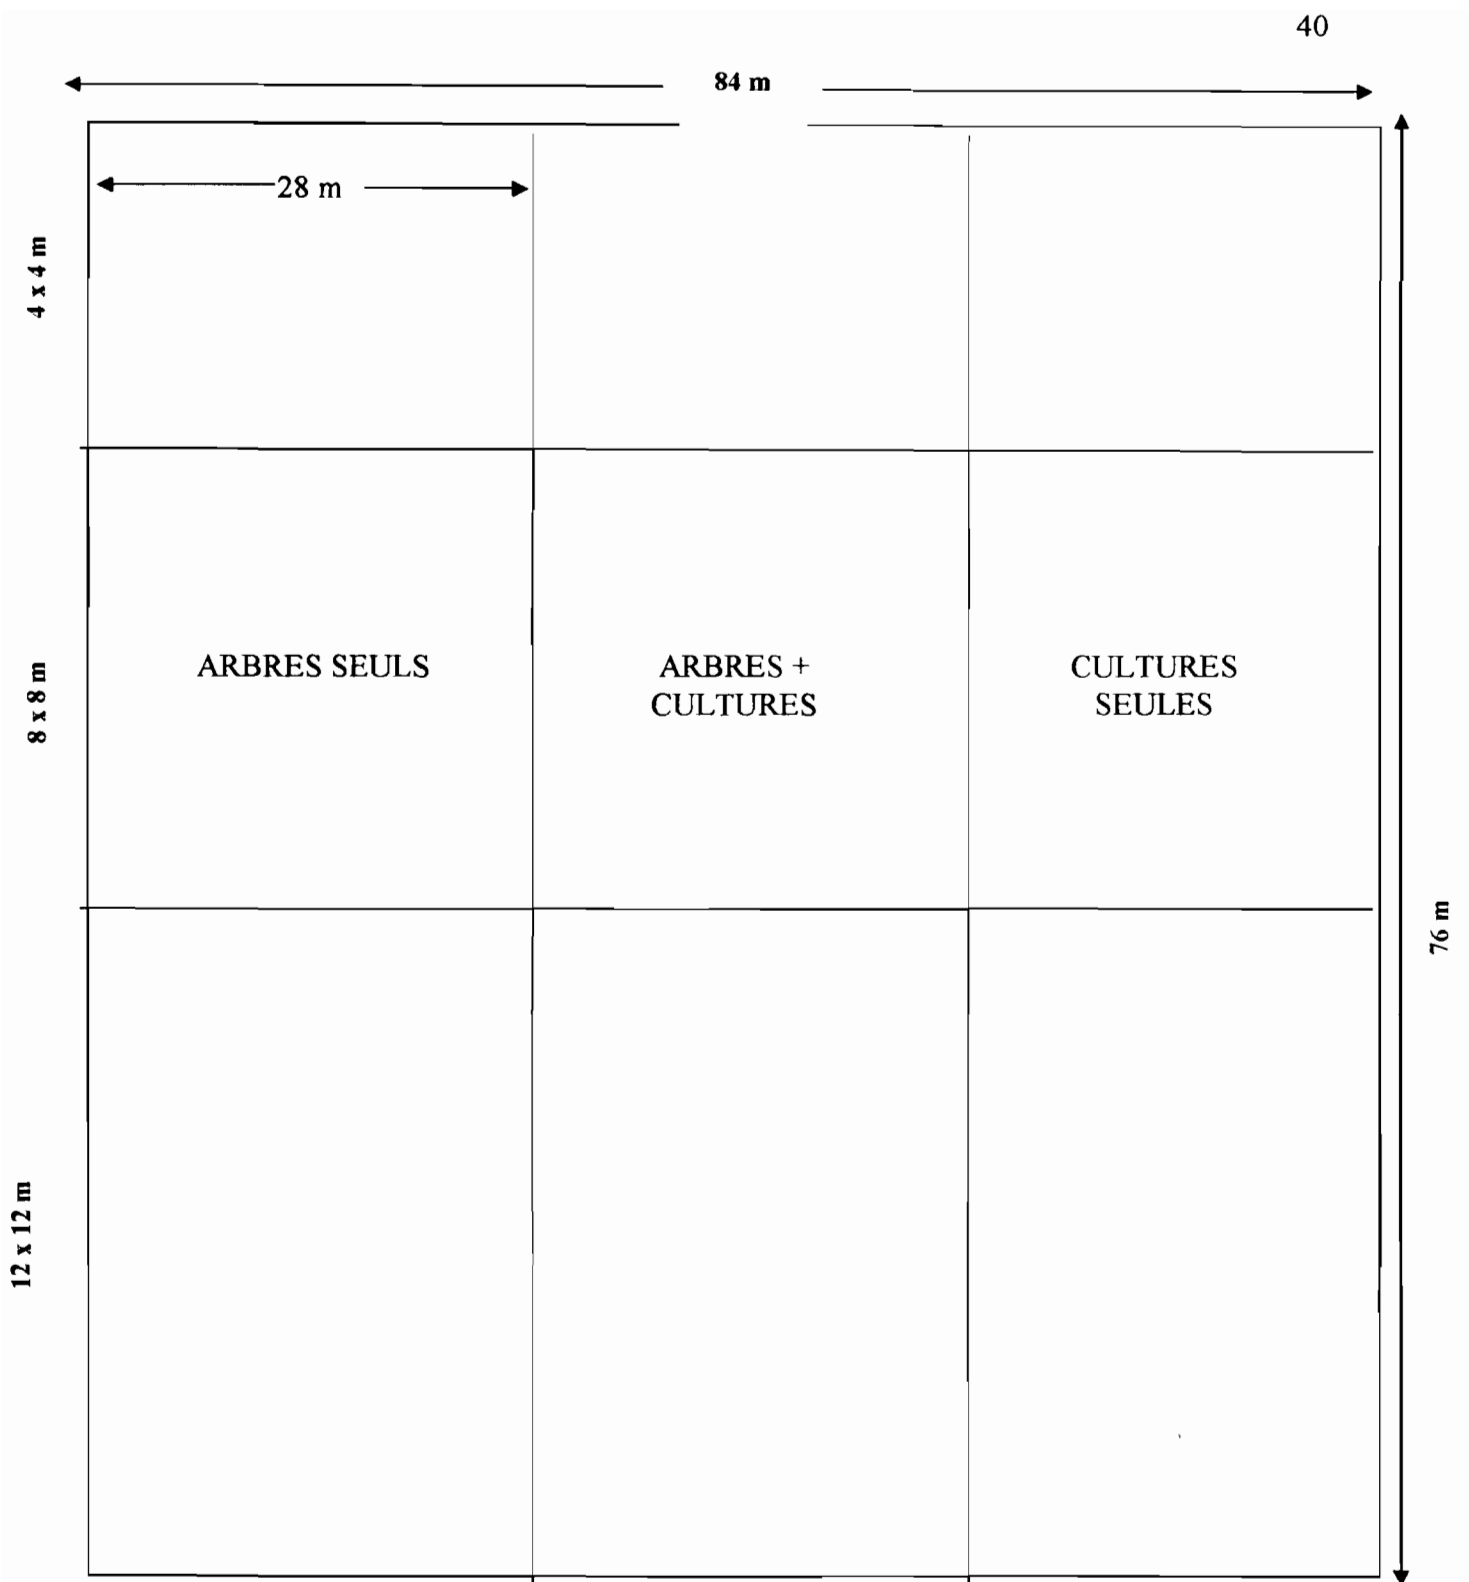 40
84 m
28 m
4 x 4 m
ARBRES SEULS
ARBRES +
CULTURES
CULTURES
SEULES
8 x 8 m
76 m
12 x 12 m